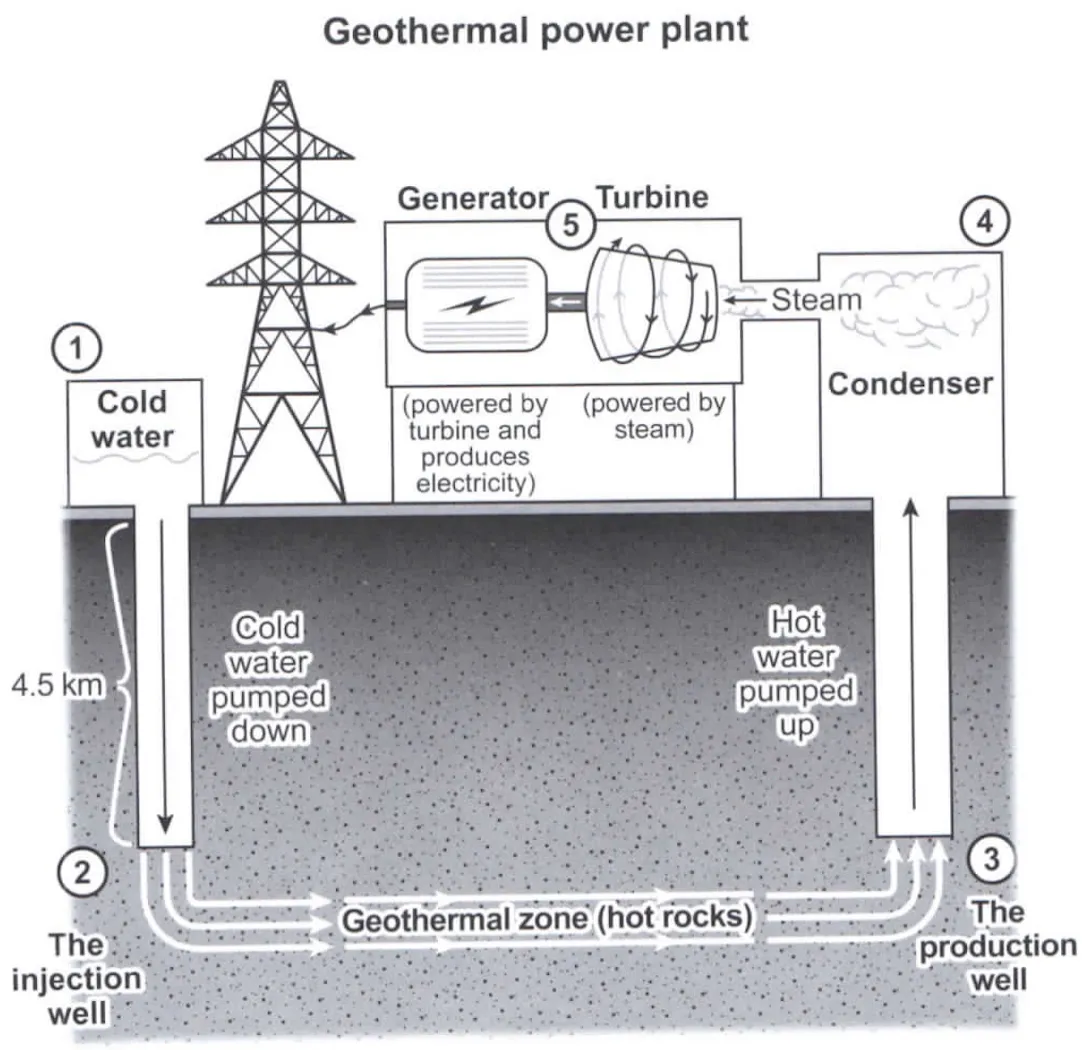 Geothermal power plant
Generator
5
Turbine
4
Steam
1
Condenser
Cold
water
(powered by
turbine and
produces
electricity)
(powered by
steam)
Cold
water
pumped
down
Hot
water
pumped
up
4.5 km
2
3
Geothermal zone (hot rocks)
The
injection
well
The
production
well